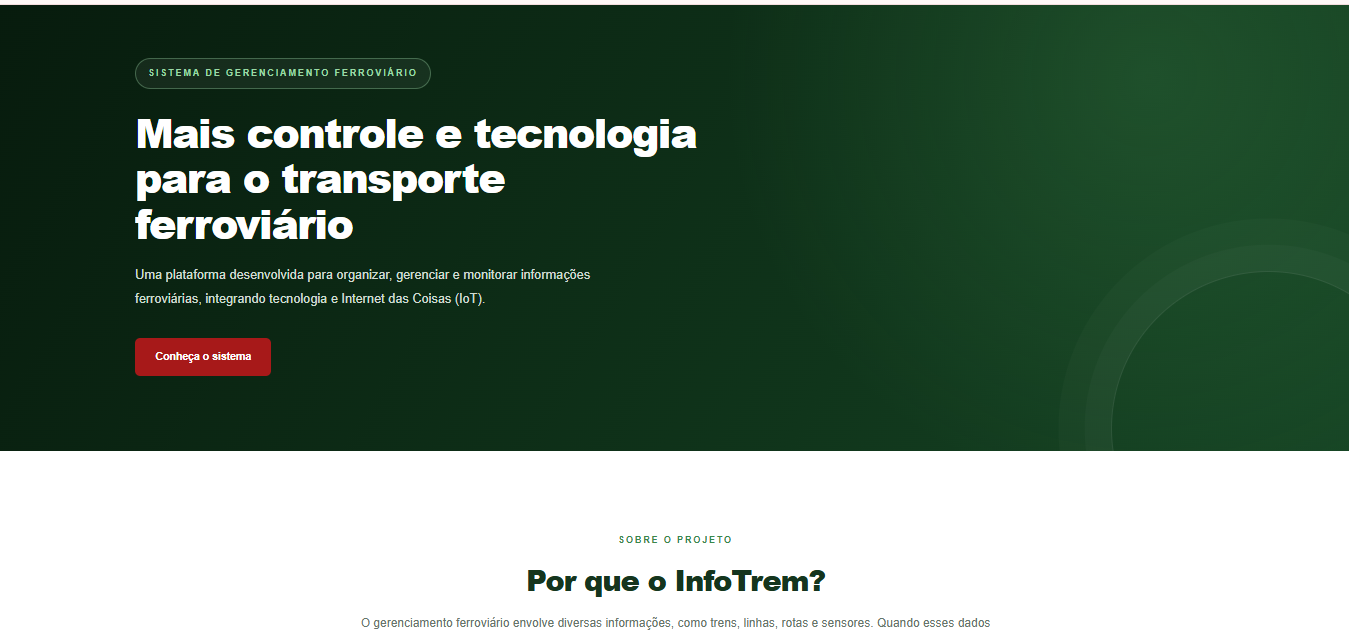 SISTEMA DE GERENCIAMENTO FERROVIÁRIO
Mais controle e tecnologia
para o transporte
ferroviário
Uma plataforma desenvolvida para organizar, gerenciar e monitorar informações
ferroviárias, integrando tecnologia e Internet das Coisas (IoT).
Conheça o sistema
SOBRE O PROJETO
Por que o InfoTrem?
O gerenciamento ferroviário envolve diversas informações, como trens, linhas, rotas e sensores. Quando esses dados